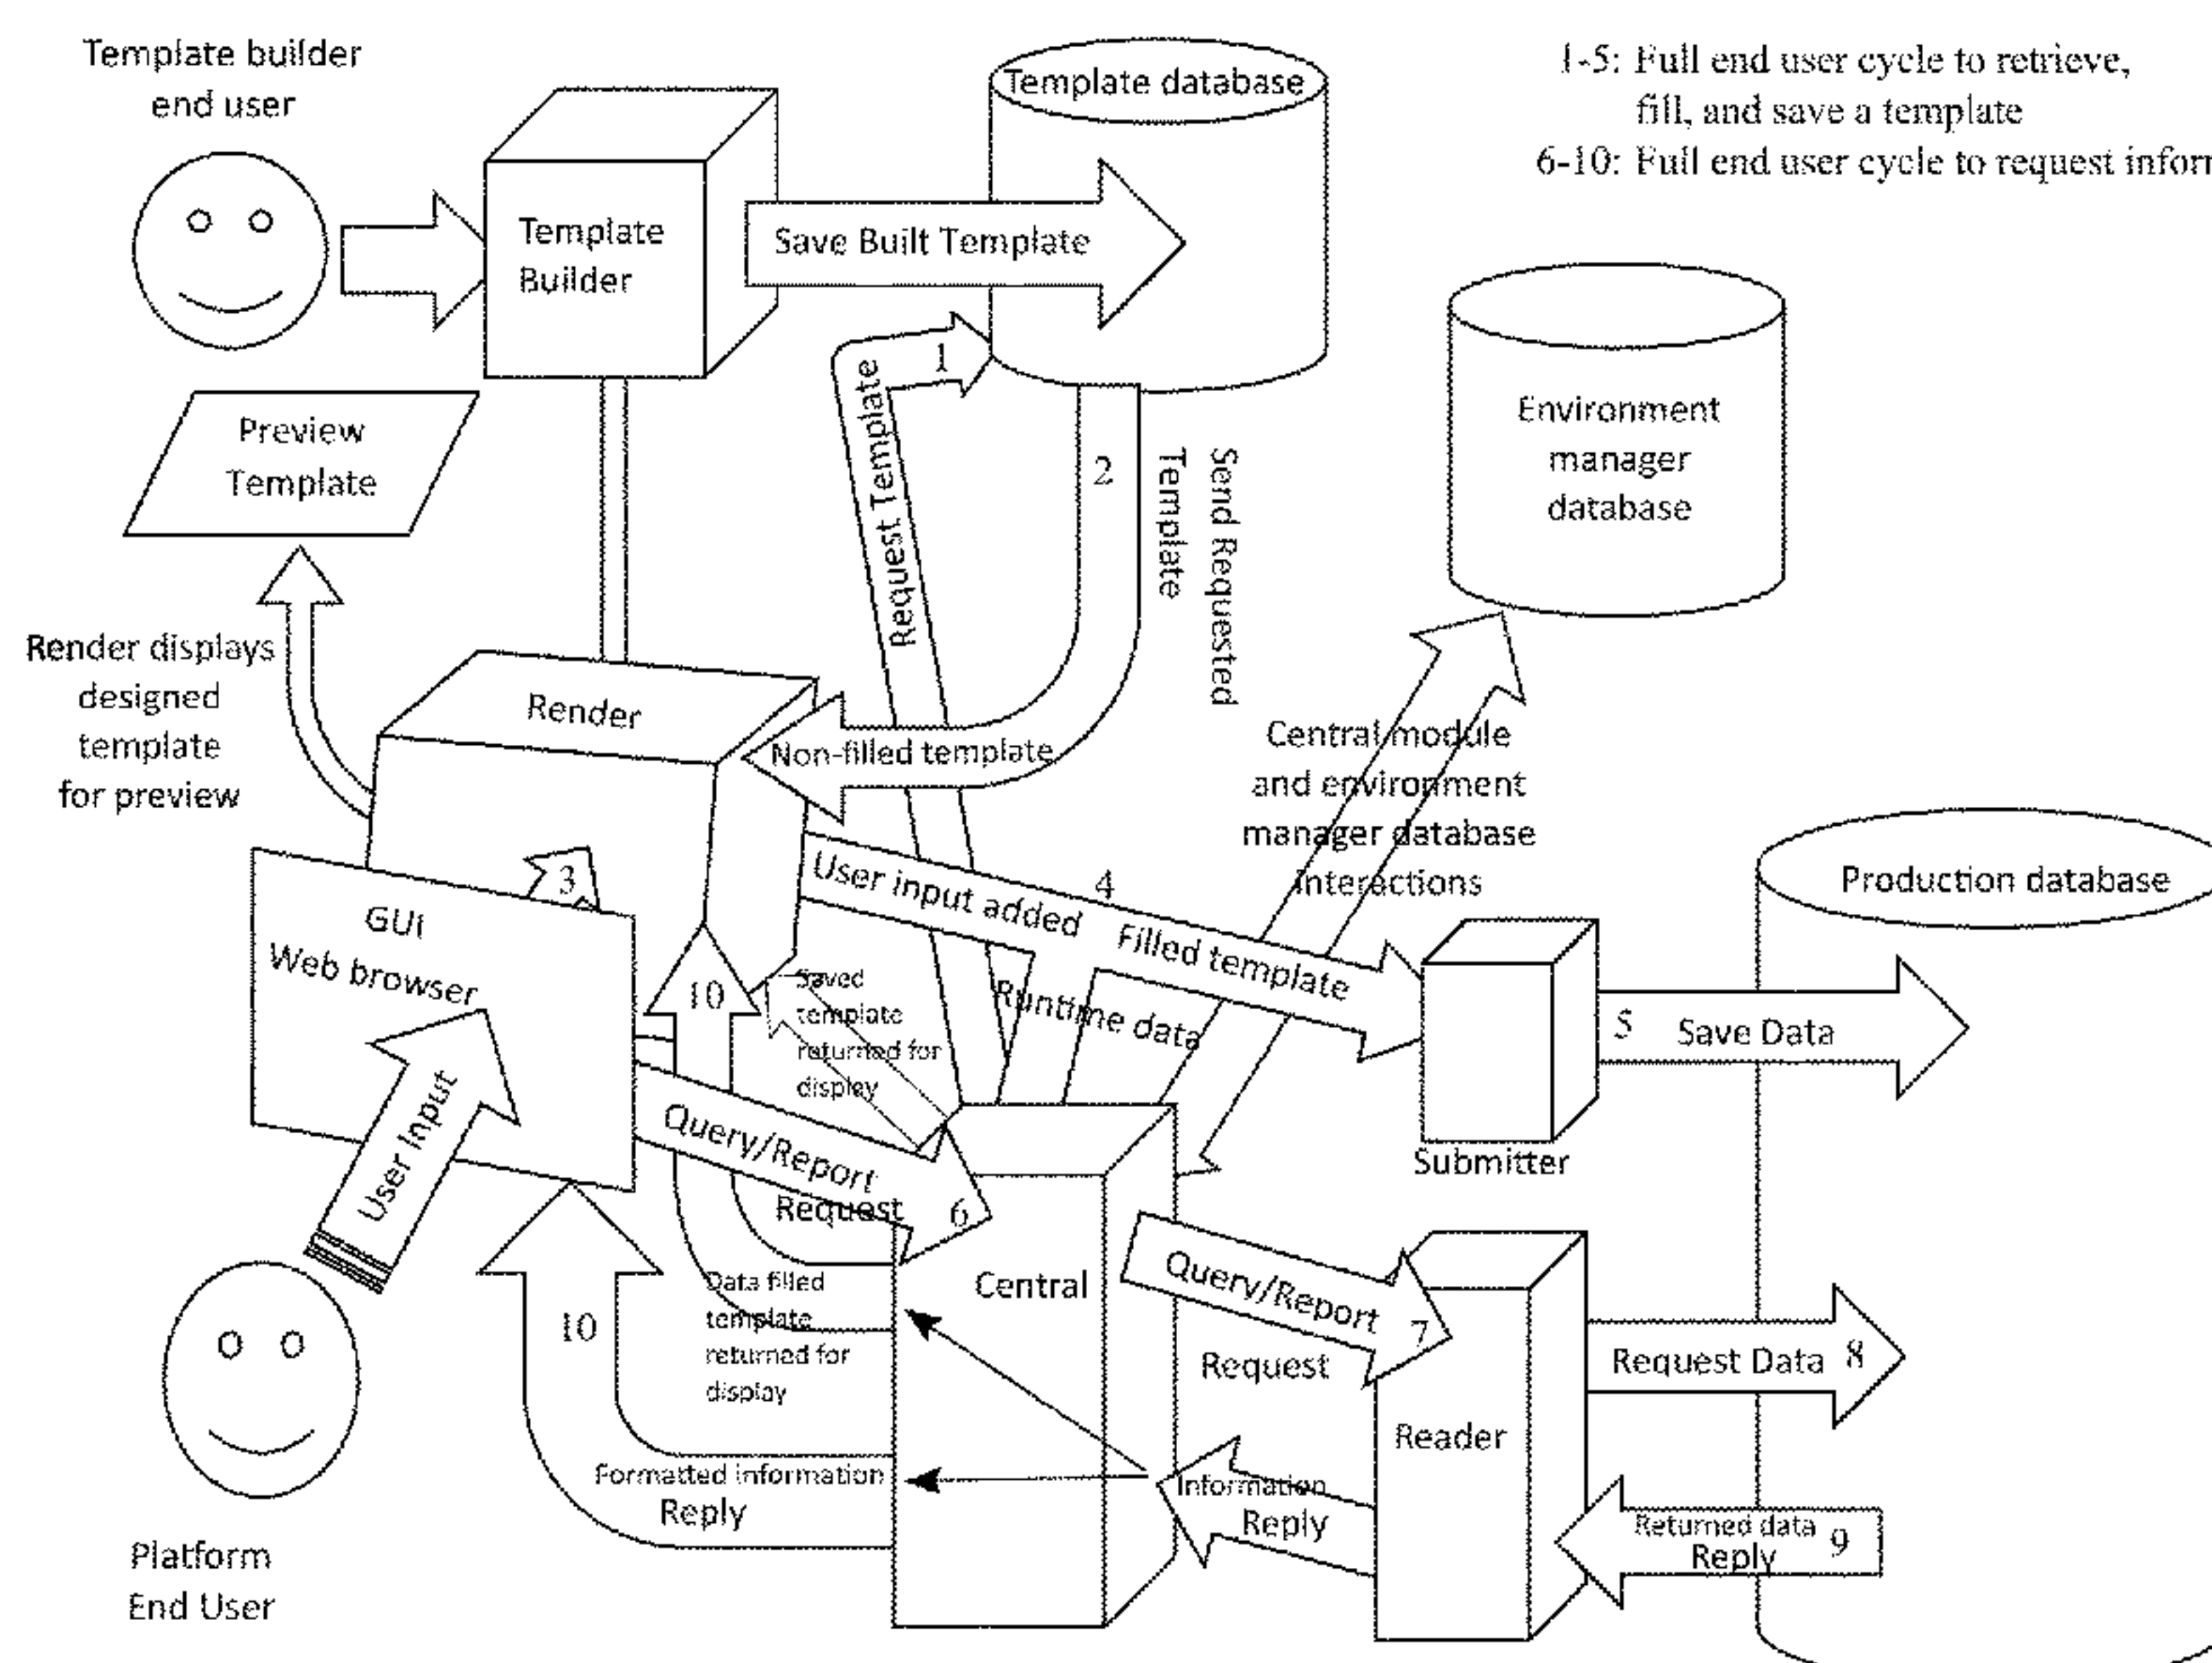 Template builder
end user
Template
Builder
Save Built Template
Template database
1-5: Full end user cycle to retrieve,
fill, and save a template
6-10: Full end user cycle to request
Preview
Template
1
Request Template
2
Send Requested
Template
Environment
manager
database
Render displays
designed
template
for preview
Render
Non-filled template
Central module
and environment
manager database
interactions
Production database
3
GUI
Web browser
User input added
4
Filled template
Runtime data
10
Saved
template
returned for
display
5
Save Data
Submitter
User Input
Query/Report
Request
6
Central
Query/Report
7
Request
Request Data
8
Reader
10
Data filled
template
returned for
display
Formatted information
Reply
Information
Reply
Returned data
Reply
9
Platform
End User